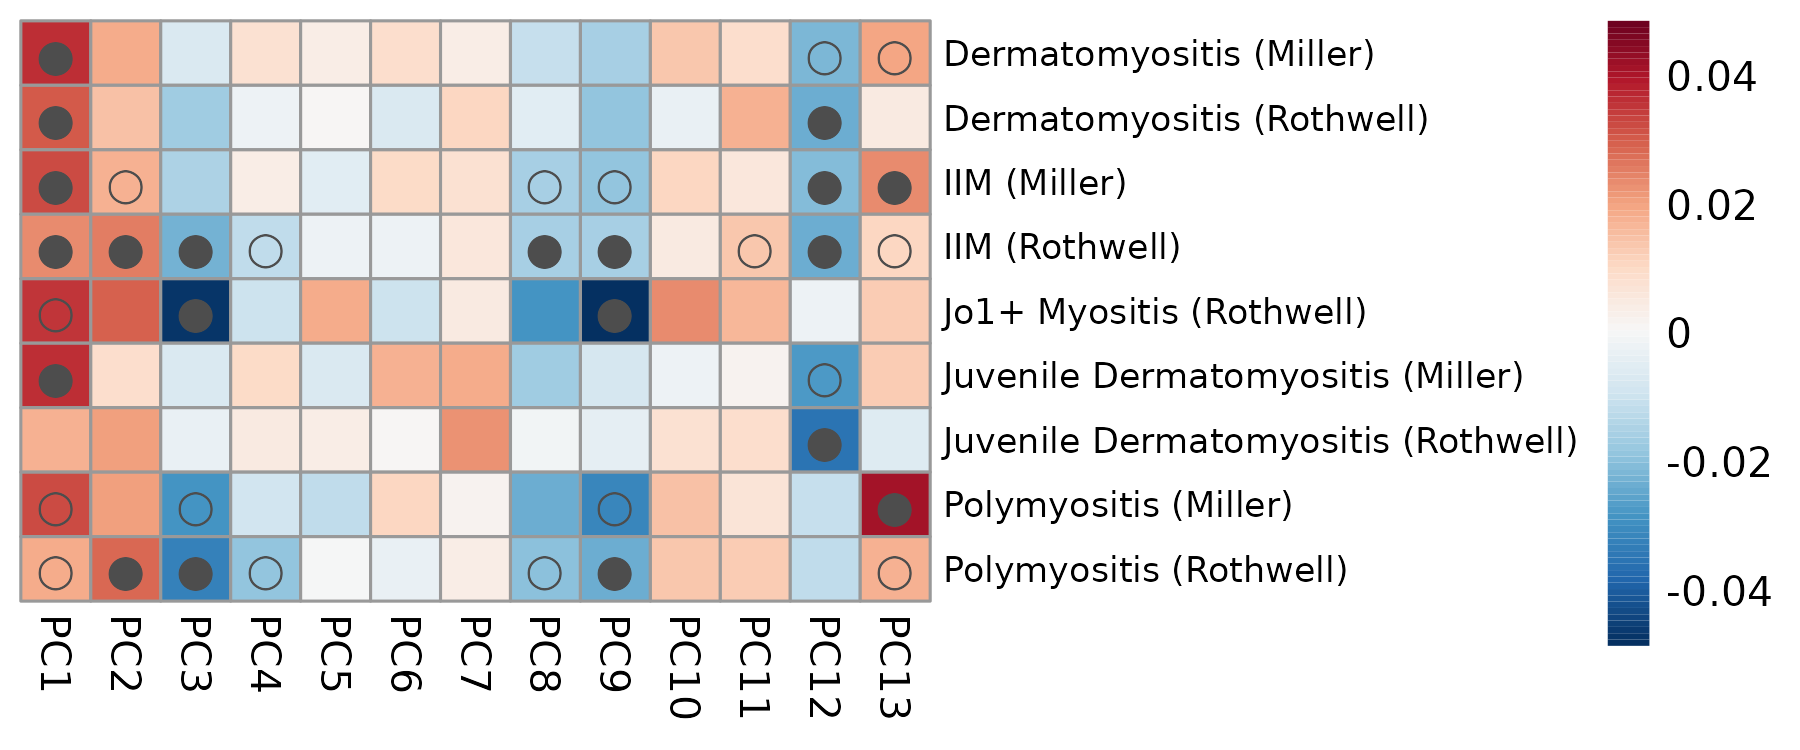 Dermatomyositis (Miller)
Dermatomyositis (Rothwell)
IIM (Miller)
IIM (Rothwell)
Jo1+ Myositis (Rothwell)
Juvenile Dermatomyositis (Miller)
Juvenile Dermatomyositis (Rothwell)
Polymyositis (Miller)
Polymyositis (Rothwell)
PC1
PC2
PC3
PC4
PC5
PC6
PC7
PC8
PC9
PC10
PC11
PC12
PC13
0.04
0.02
0
-0.02
-0.04